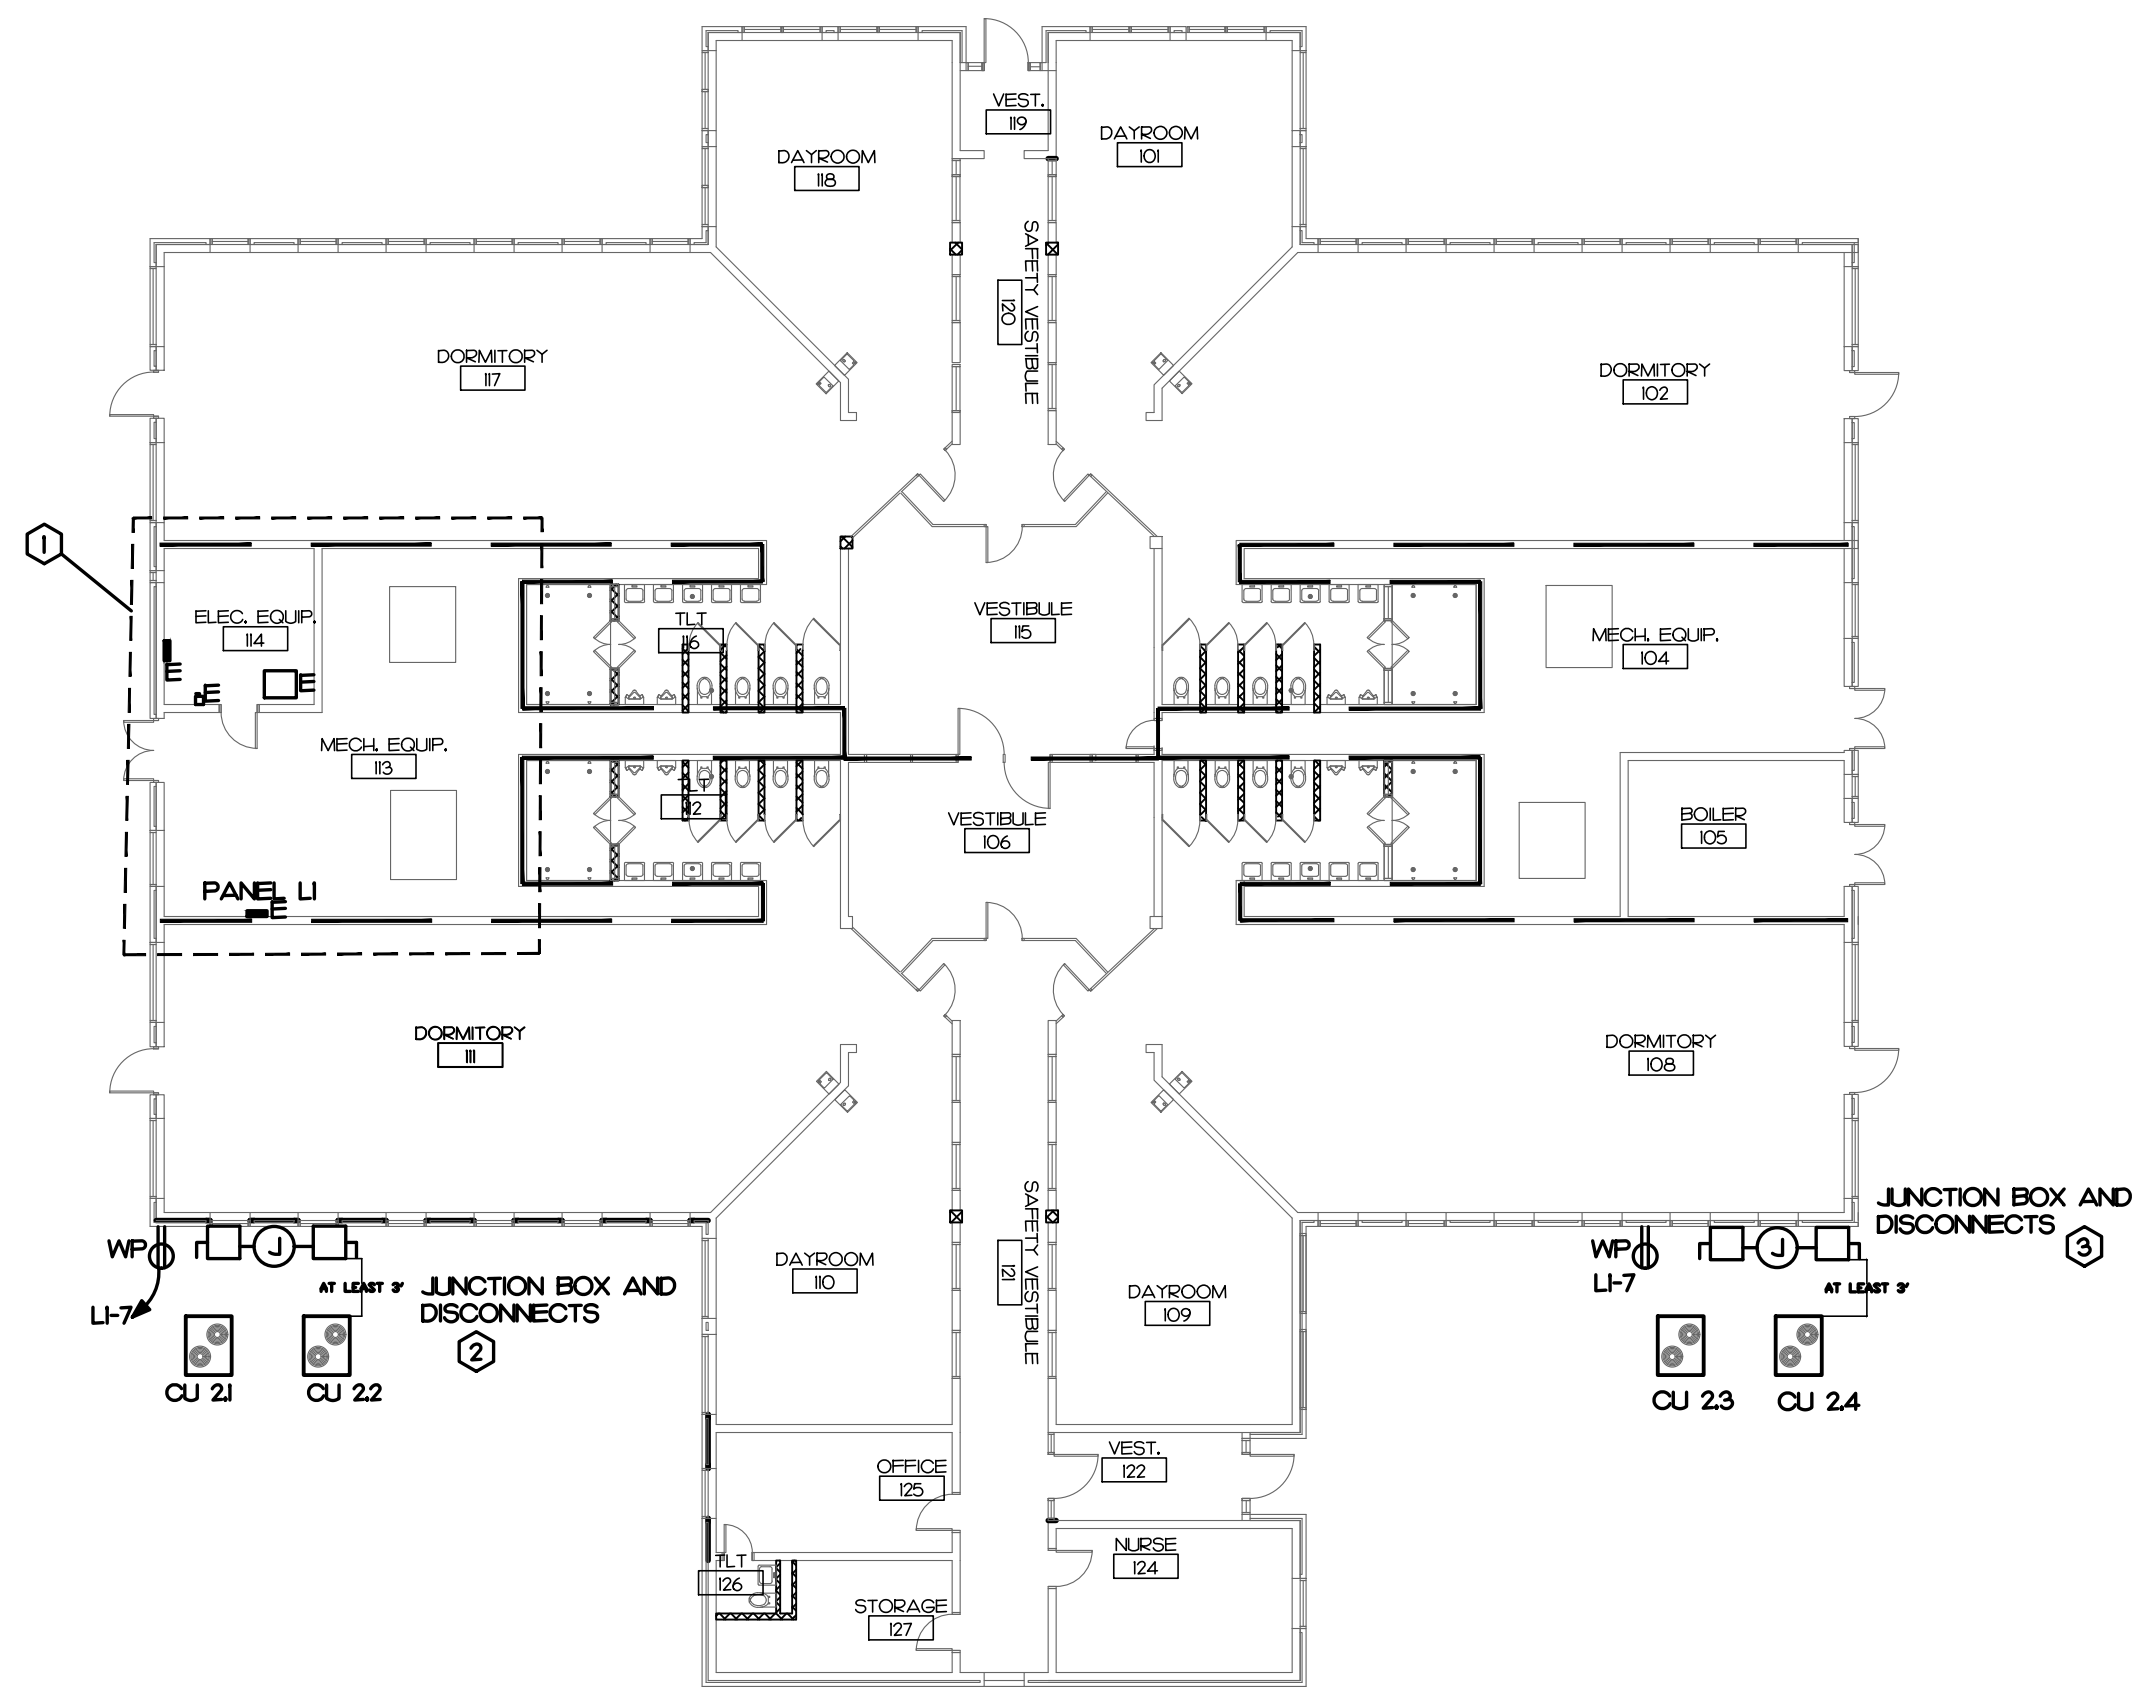 VEST.
119
DAYROOM
101
DAYROOM
118
SAFETY VESTIBULE
120
DORMITORY
117
DORMITORY
102
1
ELEC. EQUIP.
114
E
E
E
TLT
116
VESTIBULE
115
MECH. EQUIP.
104
MECH. EQUIP.
113
TLT
112
VESTIBULE
106
BOILER
105
PANEL L1
E
DORMITORY
111
DORMITORY
108
JUNCTION BOX AND
DISCONNECTS
3
WP
J
AT LEAST 3'
L1-7
JUNCTION BOX AND
DISCONNECTS
2
CU 2.1
CU 2.2
DAYROOM
110
SAFETY VESTIBULE
121
DAYROOM
109
WP
J
L1-7
AT LEAST 3'
CU 2.3
CU 2.4
VEST.
122
OFFICE
125
NURSE
124
TLT
126
STORAGE
127